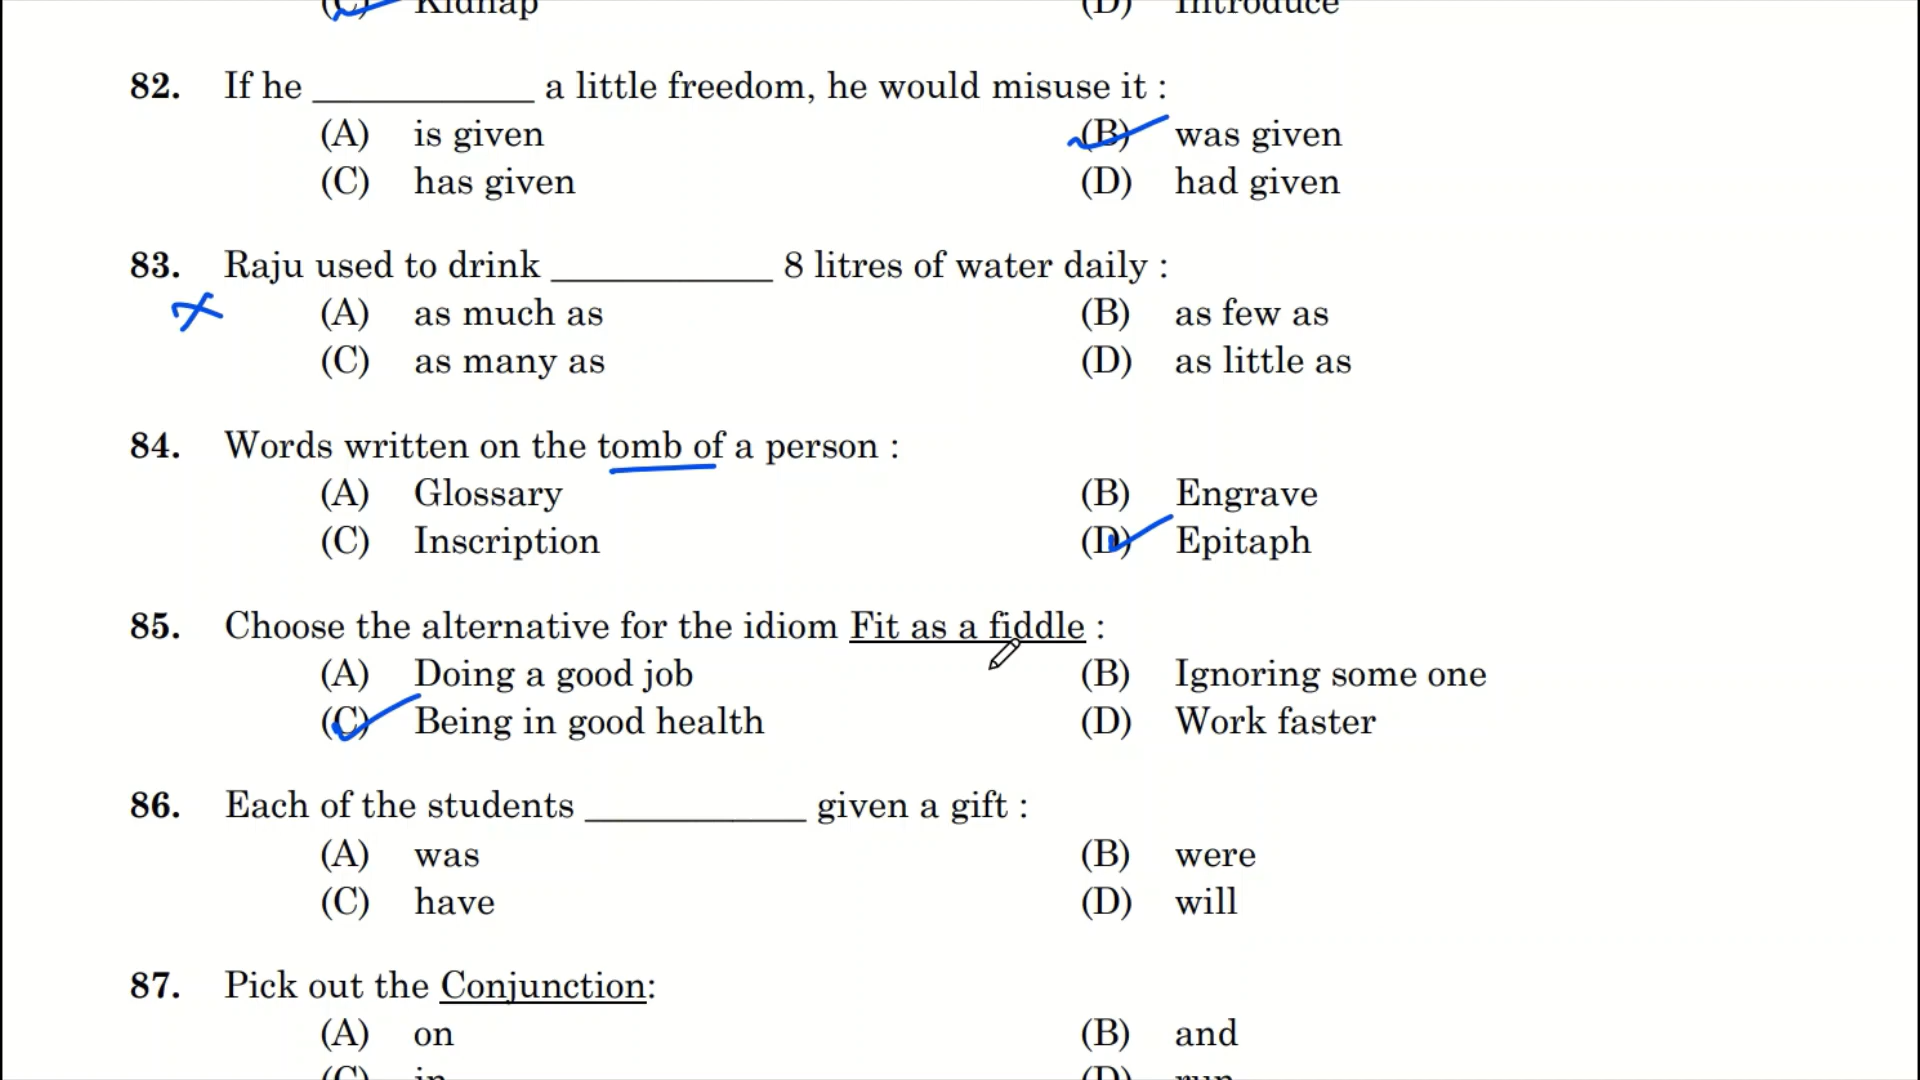 (C) Kidnap (D) Introduce
82. If he ____________ a little freedom, he would misuse it :
(A) is given (B) was given
(C) has given (D) had given
83. Raju used to drink ____________ 8 litres of water daily :
(A) as much as (B) as few as
(C) as many as (D) as little as
84. Words written on the tomb of a person :
(A) Glossary (B) Engrave
(C) Inscription (D) Epitaph
85. Choose the alternative for the idiom Fit as a fiddle :
(A) Doing a good job (B) Ignoring some one
(C) Being in good health (D) Work faster
86. Each of the students ____________ given a gift :
(A) was (B) were
(C) have (D) will
87. Pick out the Conjunction:
(A) on (B) and
(C) in (D) run